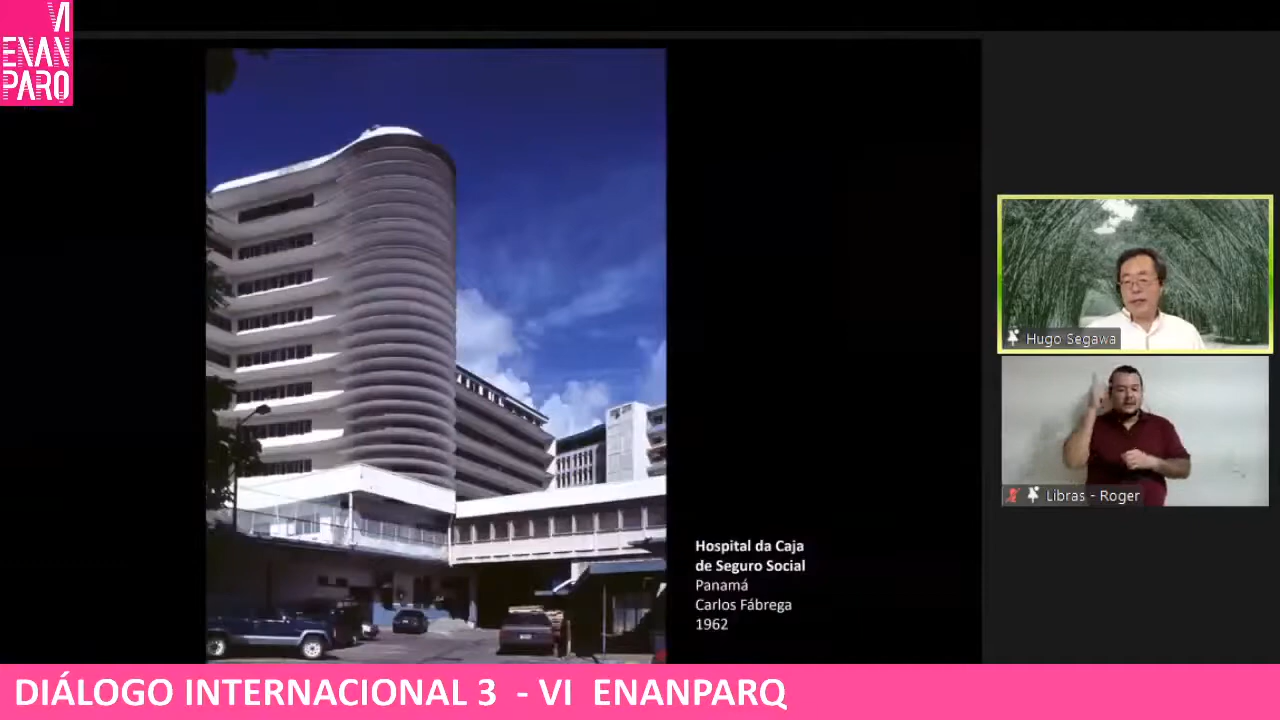 VI
ENAN
PARQ
Hugo Segawa
Libras - Roger
Hospital da Caja
de Seguro Social
Panamá
Carlos Fábrega
1962
DIÁLOGO INTERNACIONAL 3 - VI ENANPARQ